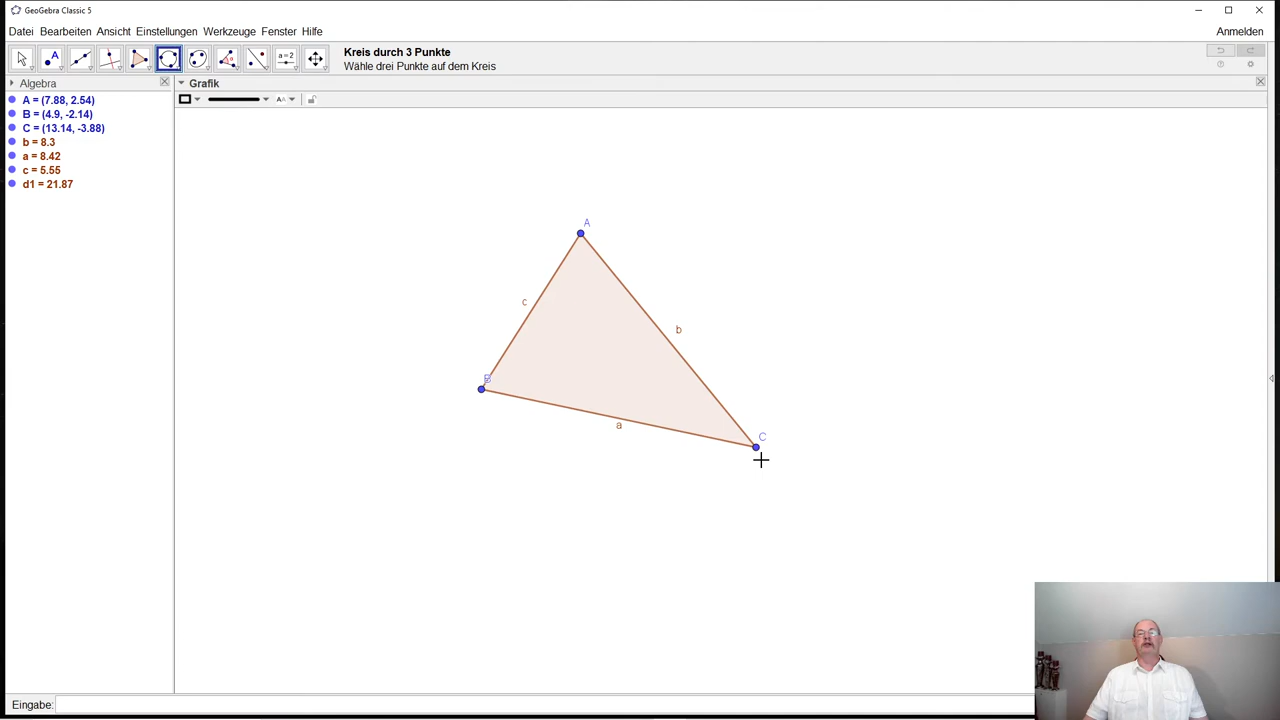 GeoGebra Classic 5
Datei Bearbeiten Ansicht Einstellungen Werkzeuge Fenster Hilfe
Anmelden
A
a=2
Kreis durch 3 Punkte
Wähle drei Punkte auf dem Kreis
Algebra
Grafik
AA
A = (7.88, 2.54)
B = (4.9, -2.14)
C = (13.14, -3.88)
b = 8.3
a = 8.42
c = 5.55
d1 = 21.87
A
c
b
B
a
C
Eingabe: